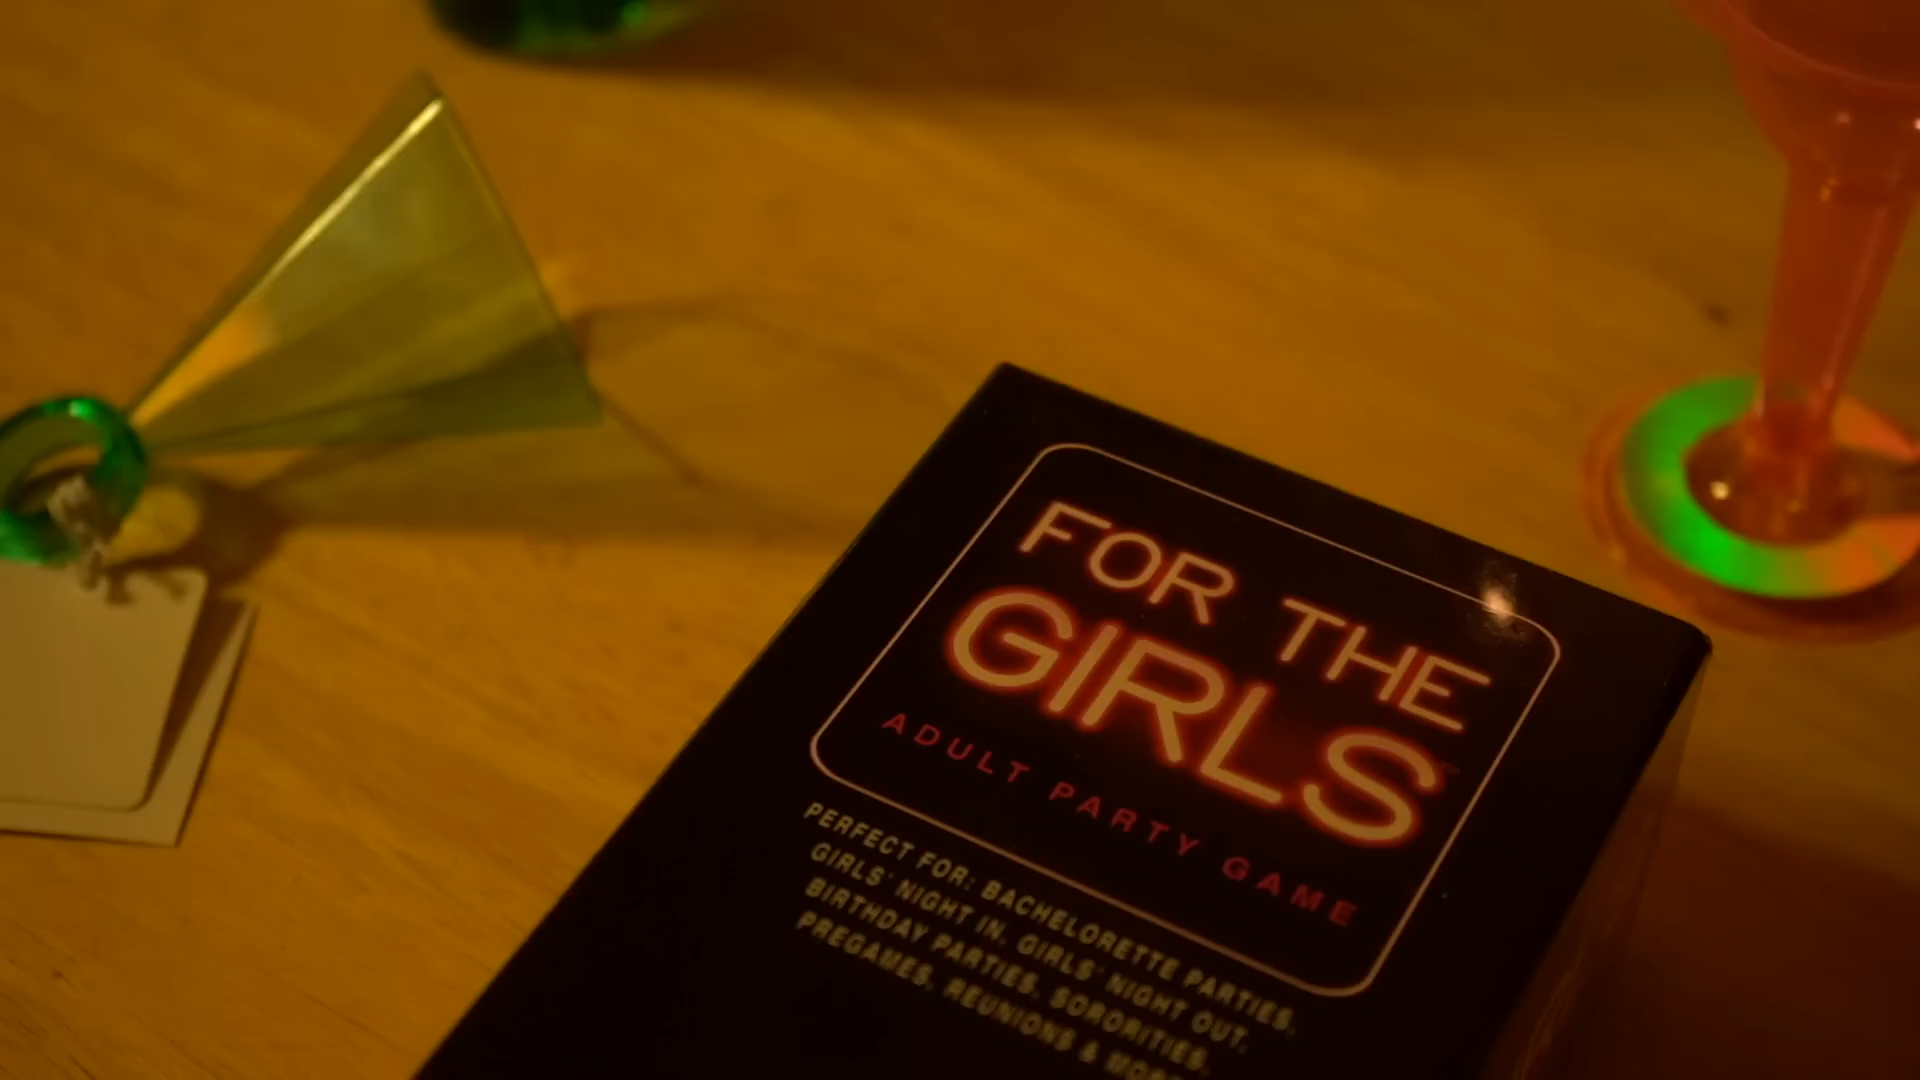 FOR THE
GIRLS
ADULT PARTY GAME
PERFECT FOR: BACHELORETTE PARTIES,
GIRLS' NIGHT IN, GIRLS' NIGHT OUT,
BIRTHDAY PARTIES, SORORITIES,
PREGAMES, REUNIONS & MORE